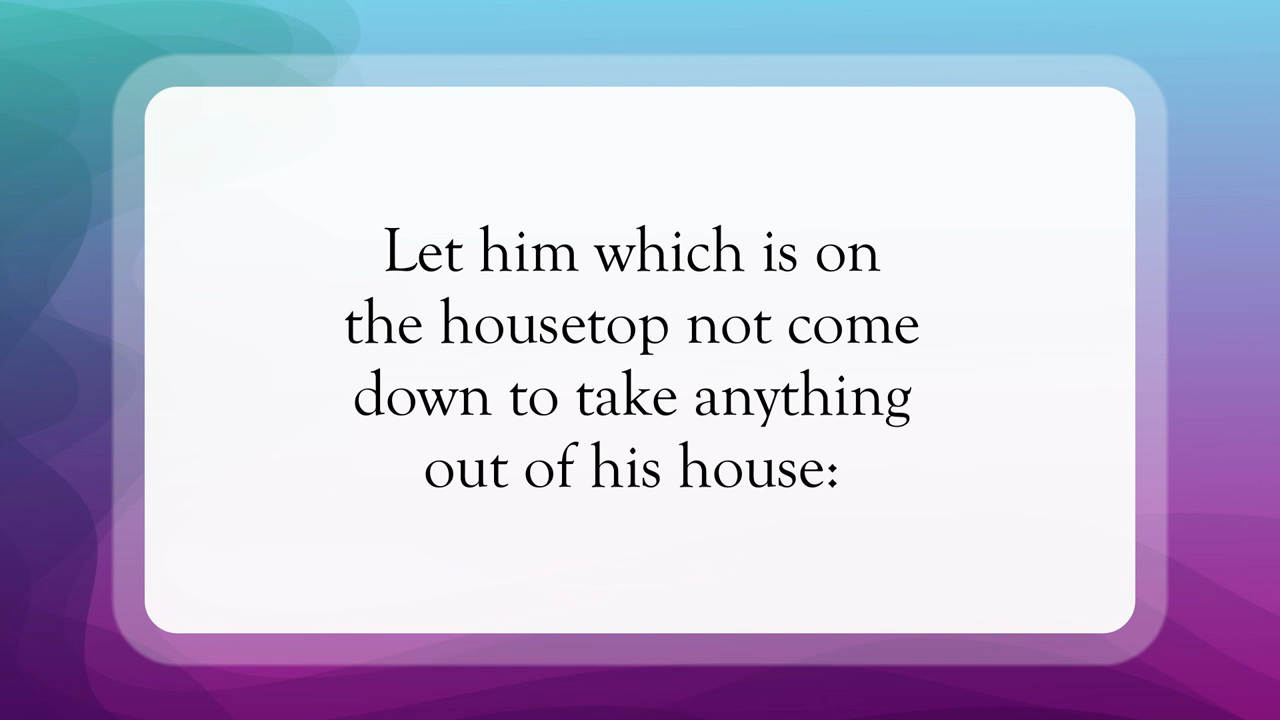 Let him which is on
the housetop not come
down to take anything
out of his house: